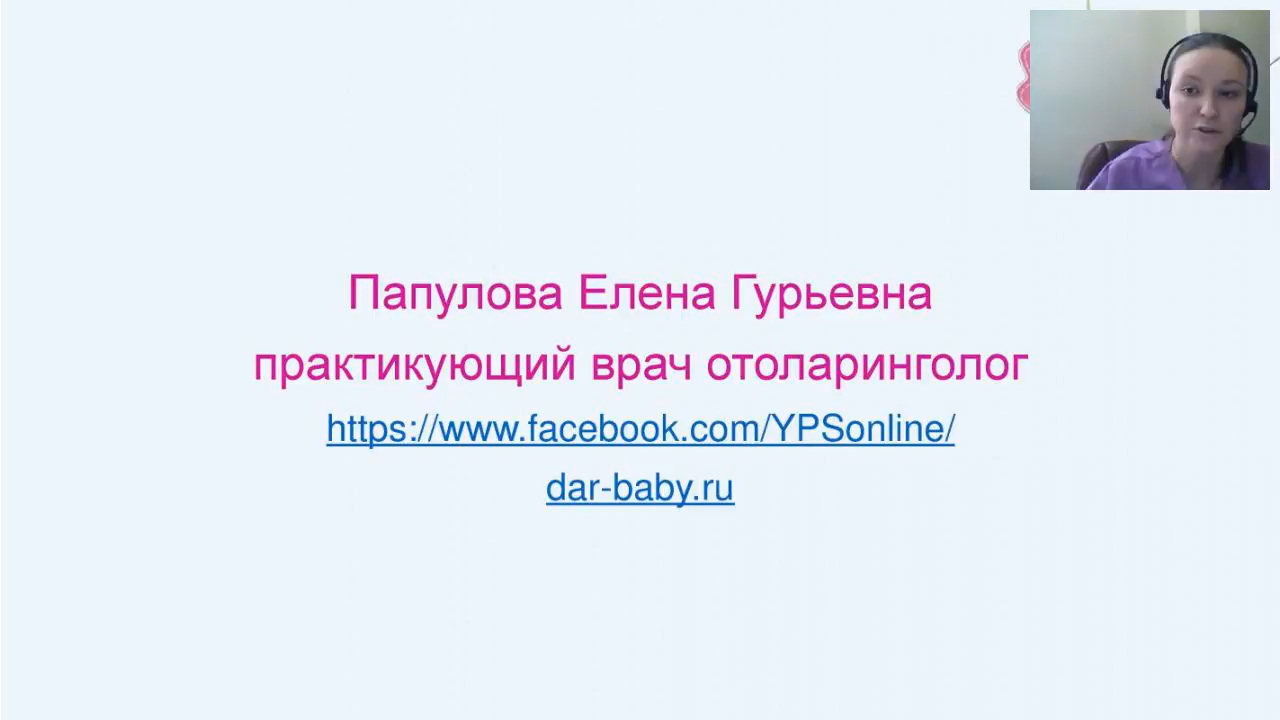 Папулова Елена Гурьевна
практикующий врач отоларинголог
https://www.facebook.com/YPSonline/
dar-baby.ru